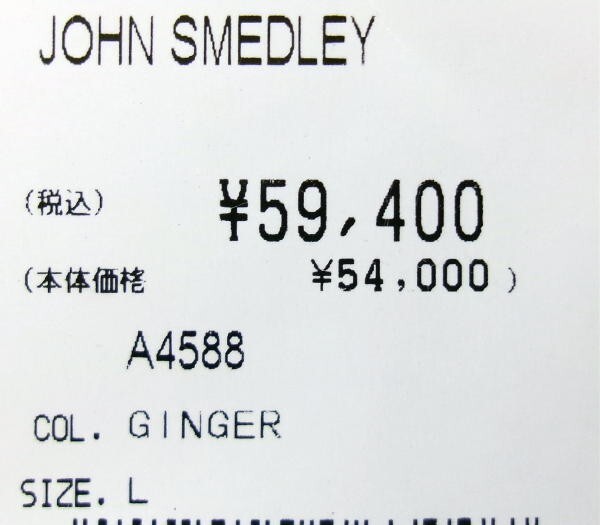 JOHN SMEDLEY
(税込) ¥59,400
(本体価格 ¥54,000 )
A4588
COL. GINGER
SIZE. L